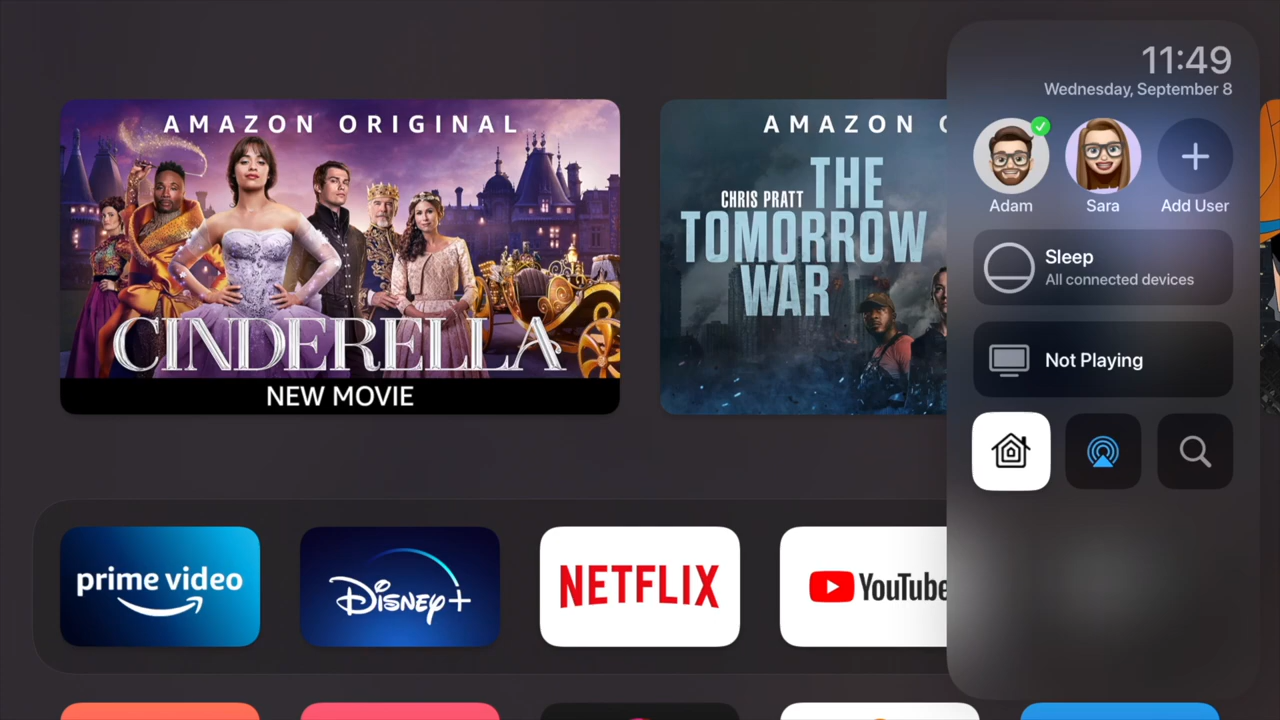 AMAZON ORIGINAL
CINDERELLA
NEW MOVIE
AMAZON
CHRIS PRATT THE
TOMORROW
WAR
prime video
Disney+
NETFLIX
YouTube
11:49
Wednesday, September 8
Adam
Sara
Add User
Sleep
All connected devices
Not Playing